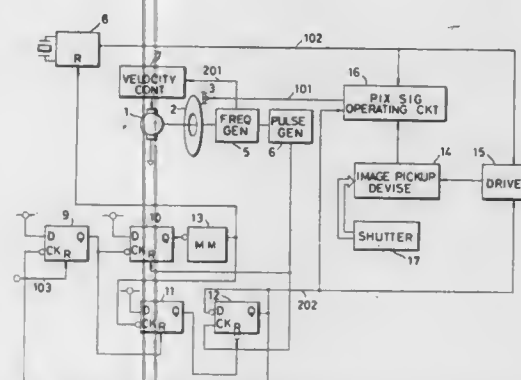 8
R
102
7
VELOCITY
CONT
201
3
101
16
PIX SIG
OPERATING CKT
1
2
FREQ
GEN
5
PULSE
GEN
6
14
IMAGE PICKUP
DEVISE
15
DRIVE
SHUTTER
17
9
D Q
CK R
103
10
D Q
CK R
13
MM
11
D Q
CK R
12
D Q
CK R
202